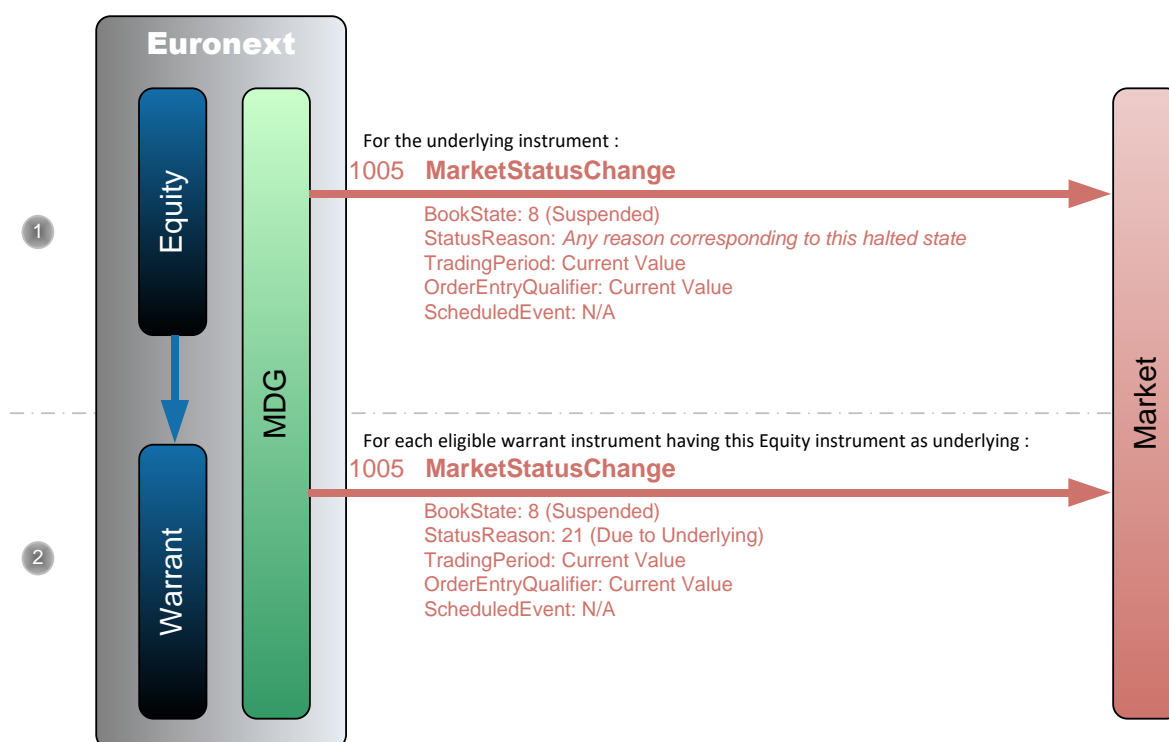 Euronext
Equity
MDG
Market
1
For the underlying instrument :
1005 MarketStatusChange
BookState: 8 (Suspended)
StatusReason: Any reason corresponding to this halted state
TradingPeriod: Current Value
OrderEntryQualifier: Current Value
ScheduledEvent: N/A
Warrant
2
For each eligible warrant instrument having this Equity instrument as underlying :
1005 MarketStatusChange
BookState: 8 (Suspended)
StatusReason: 21 (Due to Underlying)
TradingPeriod: Current Value
OrderEntryQualifier: Current Value
ScheduledEvent: N/A